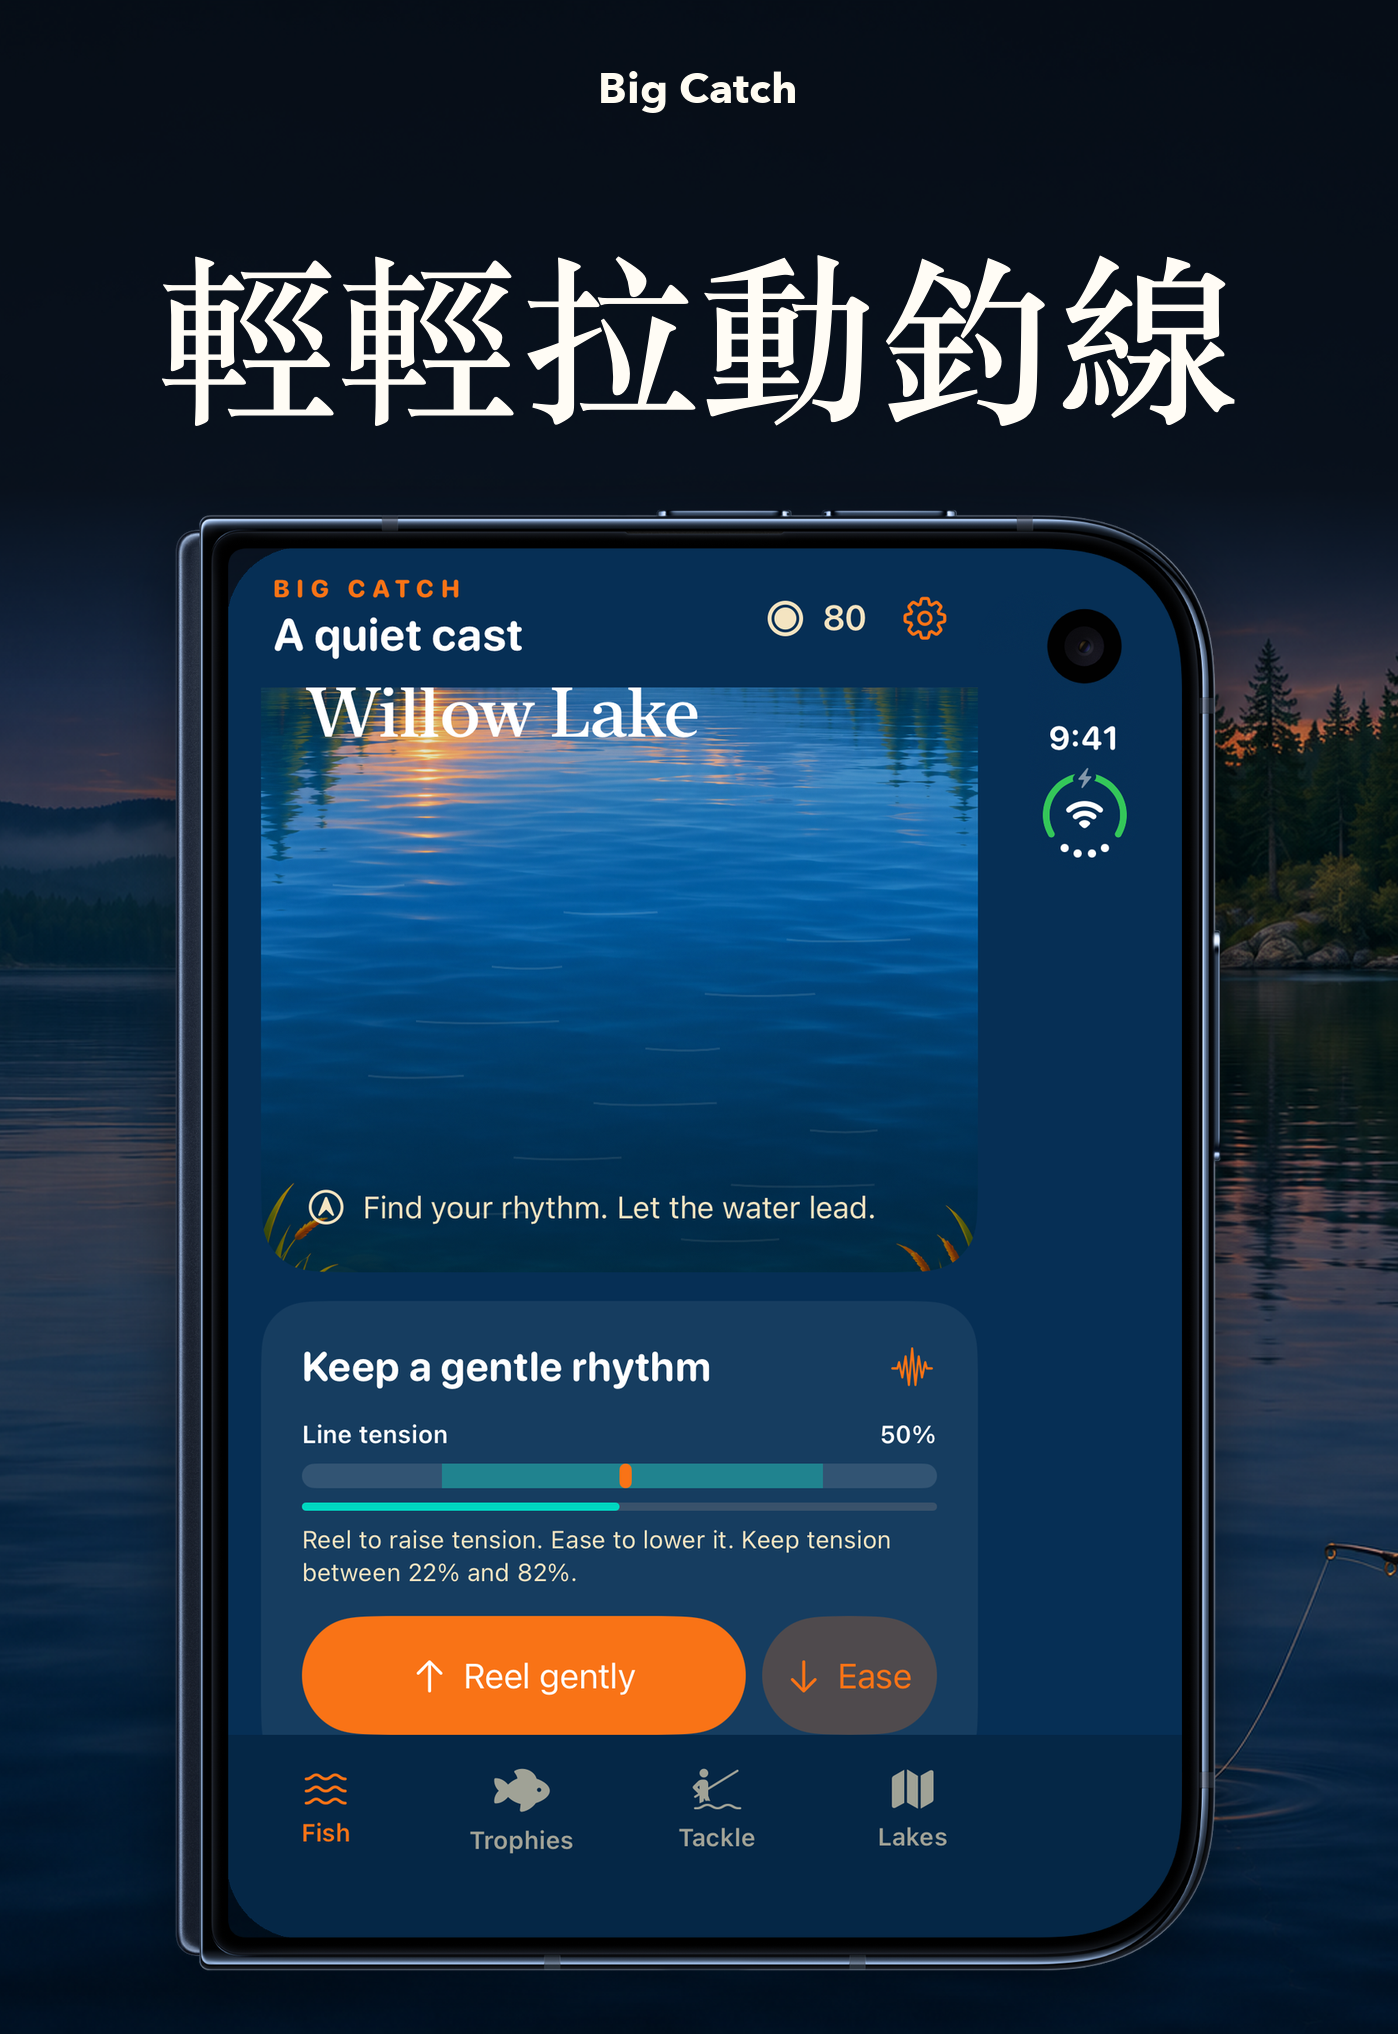 Big Catch
輕輕拉動釣線
BIG CATCH
A quiet cast
80
Willow Lake
9:41
Find your rhythm. Let the water lead.
Keep a gentle rhythm
Line tension
50%
Reel to raise tension. Ease to lower it. Keep tension
between 22% and 82%.
Reel gently
Ease
Fish
Trophies
Tackle
Lakes